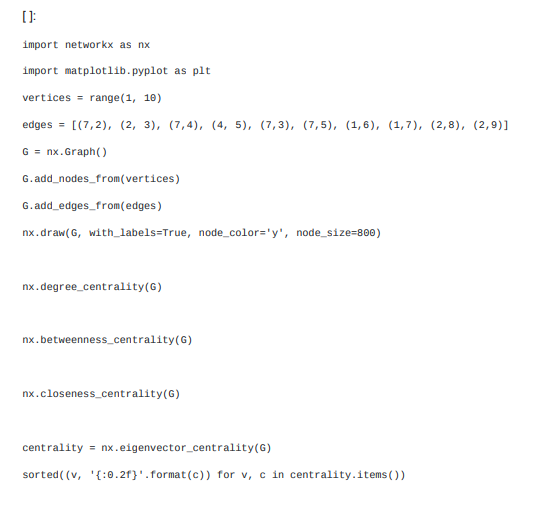 [ ]:
import networkx as nx
import matplotlib.pyplot as plt
vertices = range(1, 10)
edges = [(7,2), (2, 3), (7,4), (4, 5), (7,3), (7,5), (1,6), (1,7), (2,8), (2,9)]
G = nx.Graph()
G.add_nodes_from(vertices)
G.add_edges_from(edges)
nx.draw(G, with_labels=True, node_color='y', node_size=800)
nx.degree_centrality(G)
nx.betweenness_centrality(G)
nx.closeness_centrality(G)
centrality = nx.eigenvector_centrality(G)
sorted((v, '{:0.2f}'.format(c)) for v, c in centrality.items())